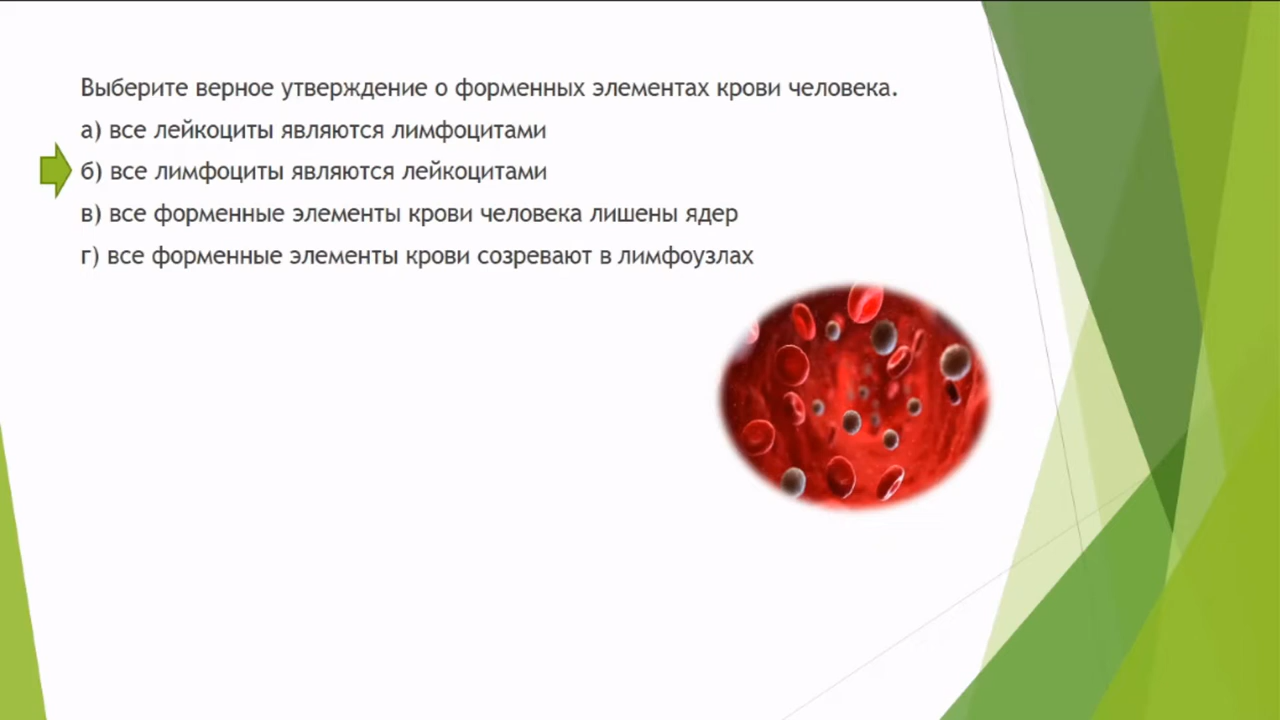 Выберите верное утверждение о форменных элементах крови человека.
а) все лейкоциты являются лимфоцитами
б) все лимфоциты являются лейкоцитами
в) все форменные элементы крови человека лишены ядер
г) все форменные элементы крови созревают в лимфоузлах